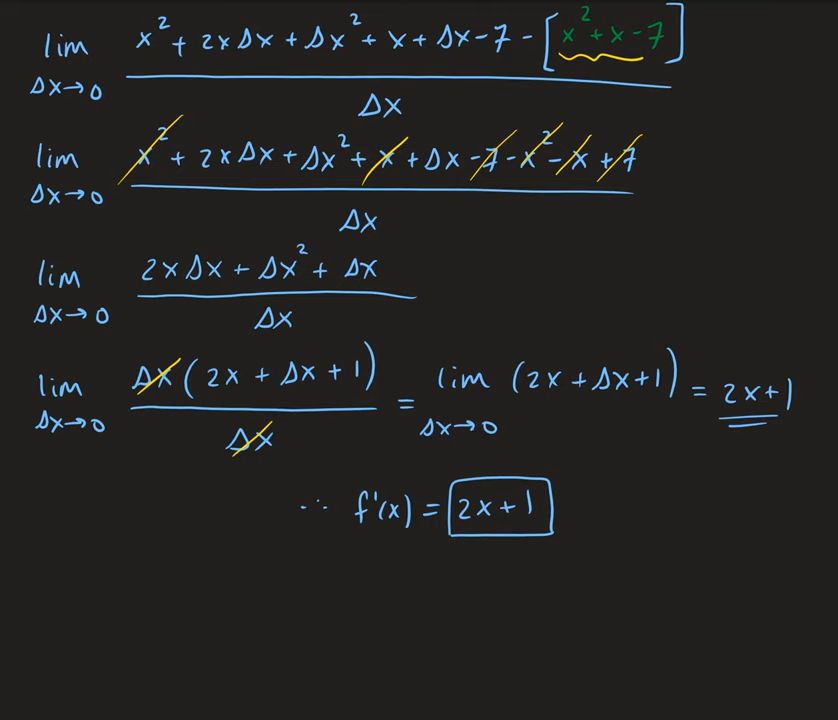 lim x² + 2xΔx + Δx² + x + Δx - 7 - [x² + x - 7]
Δx→0 Δx
lim x² + 2xΔx + Δx² + x + Δx - 7 - x² - x + 7
Δx→0 Δx
lim 2xΔx + Δx² + Δx
Δx→0 Δx
lim Δx(2x + Δx + 1) = lim (2x + Δx + 1) = 2x + 1
Δx→0 Δx Δx→0
∴ f'(x) = 2x + 1